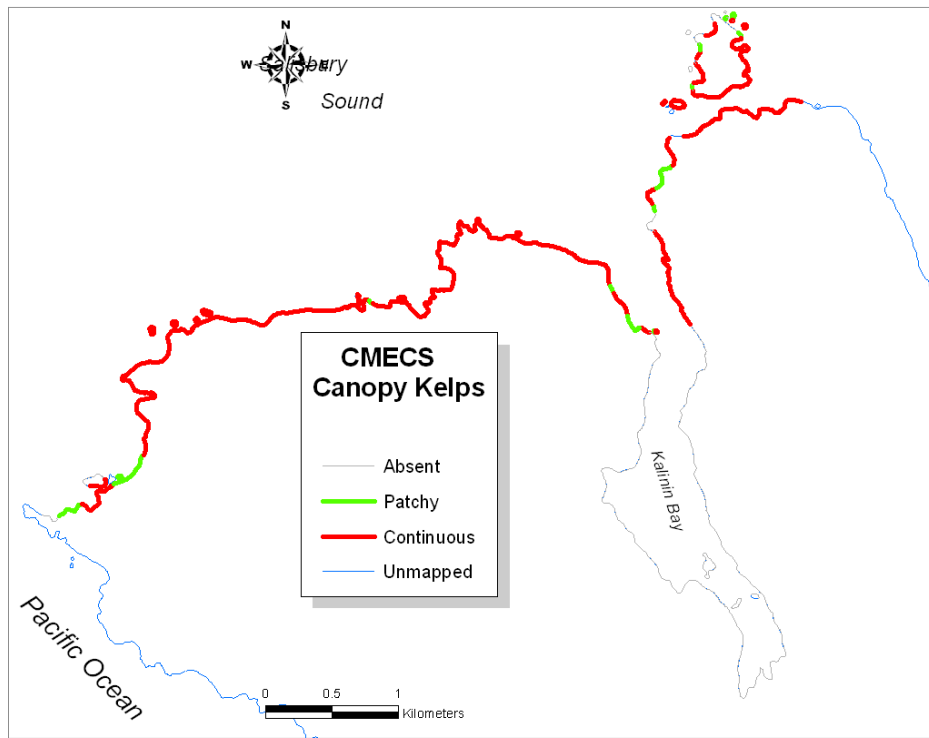 N
W
E
S
Salisbury
Sound
CMECS
Canopy Kelps
Absent
Patchy
Continuous
Unmapped
Kalinin Bay
Pacific Ocean
0 0.5 1
Kilometers